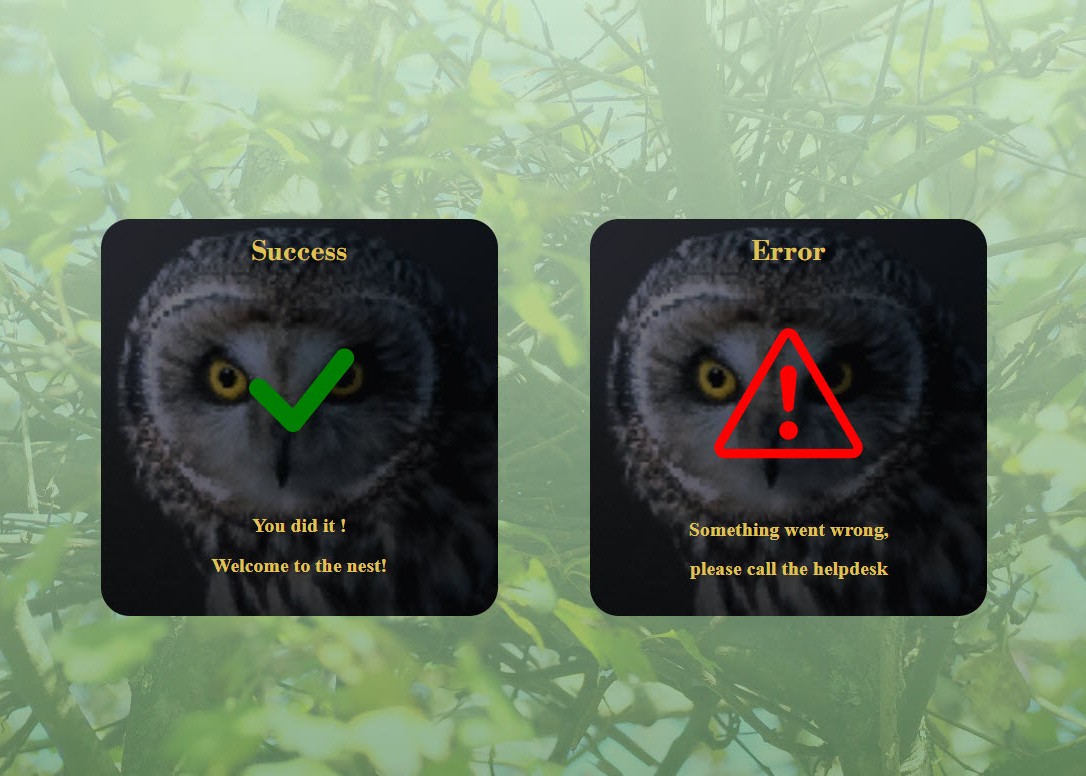 Success
You did it !
Welcome to the nest!
Error
Something went wrong,
please call the helpdesk